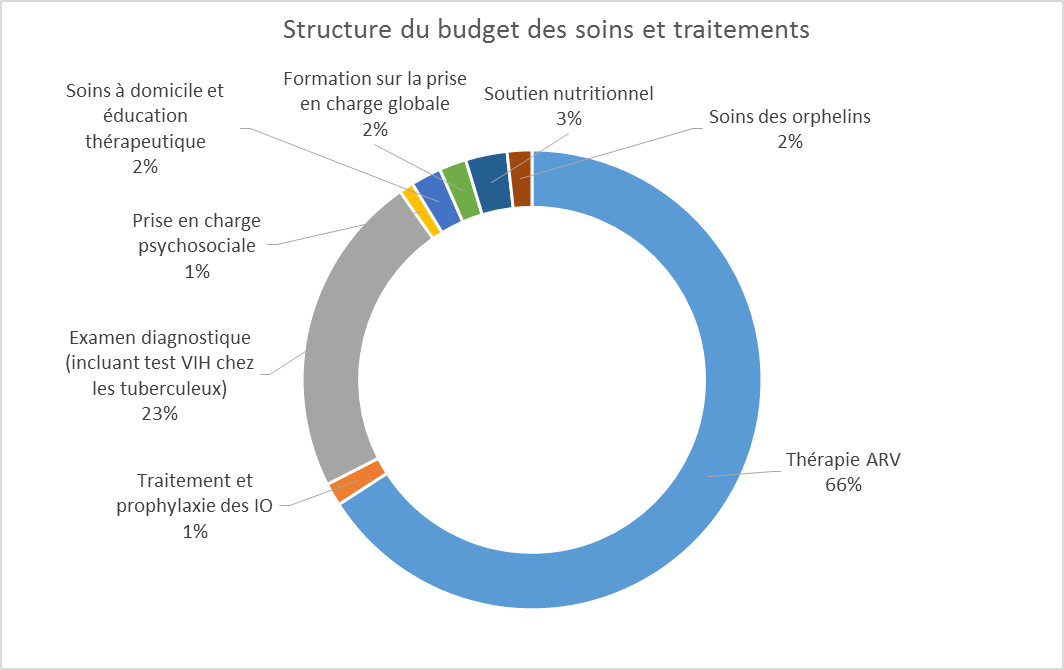 Structure du budget des soins et traitements
Soins à domicile et
éducation
thérapeutique
2%
Formation sur la prise
en charge globale
2%
Soutien nutritionnel
3%
Soins des orphelins
2%
Prise en charge
psychosociale
1%
Examen diagnostique
(incluant test VIH chez
les tuberculeux)
23%
Thérapie ARV
66%
Traitement et
prophylaxie des IO
1%